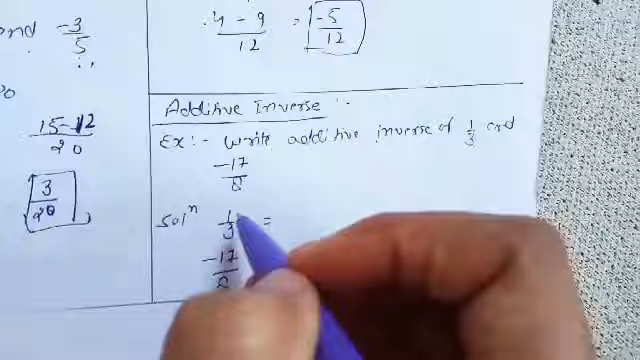 and -3/5
15-12/20
3/20
4-9/12 = -5/12
Additive Inverse :-
Ex:- Write additive inverse of 1/3 and
-17/8
Solⁿ 1/3 =
-17/8